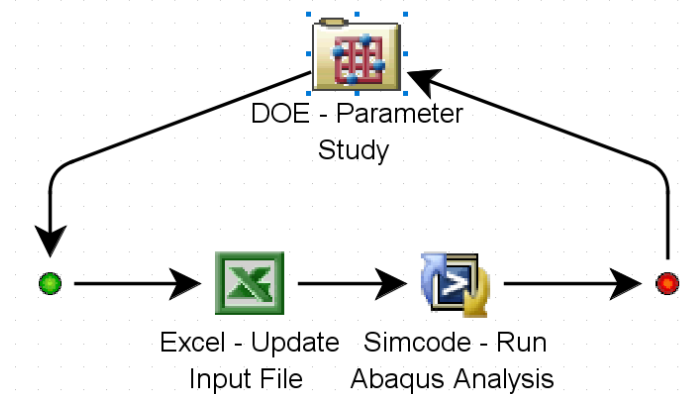 DOE - Parameter
Study
Excel - Update
Input File
Simcode - Run
Abaqus Analysis